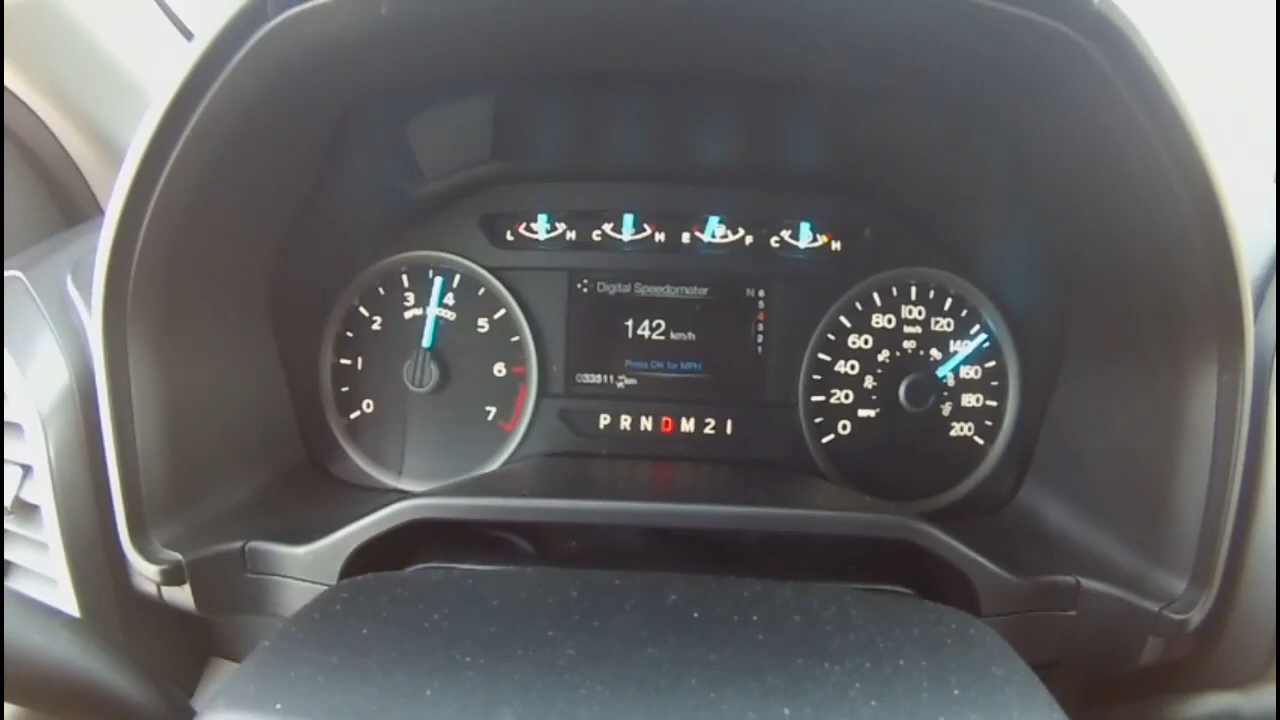 L H C H E F C H
Digital Speedometer
N 6
5
4
3
2
1
142 km/h
Press OK for MPH
km
P R N D M 2 1
0 1 2 3 4 5 6 7
RPM X1000
0 20 40 60 80 100 120 140 160 180 200
km/h
MPH